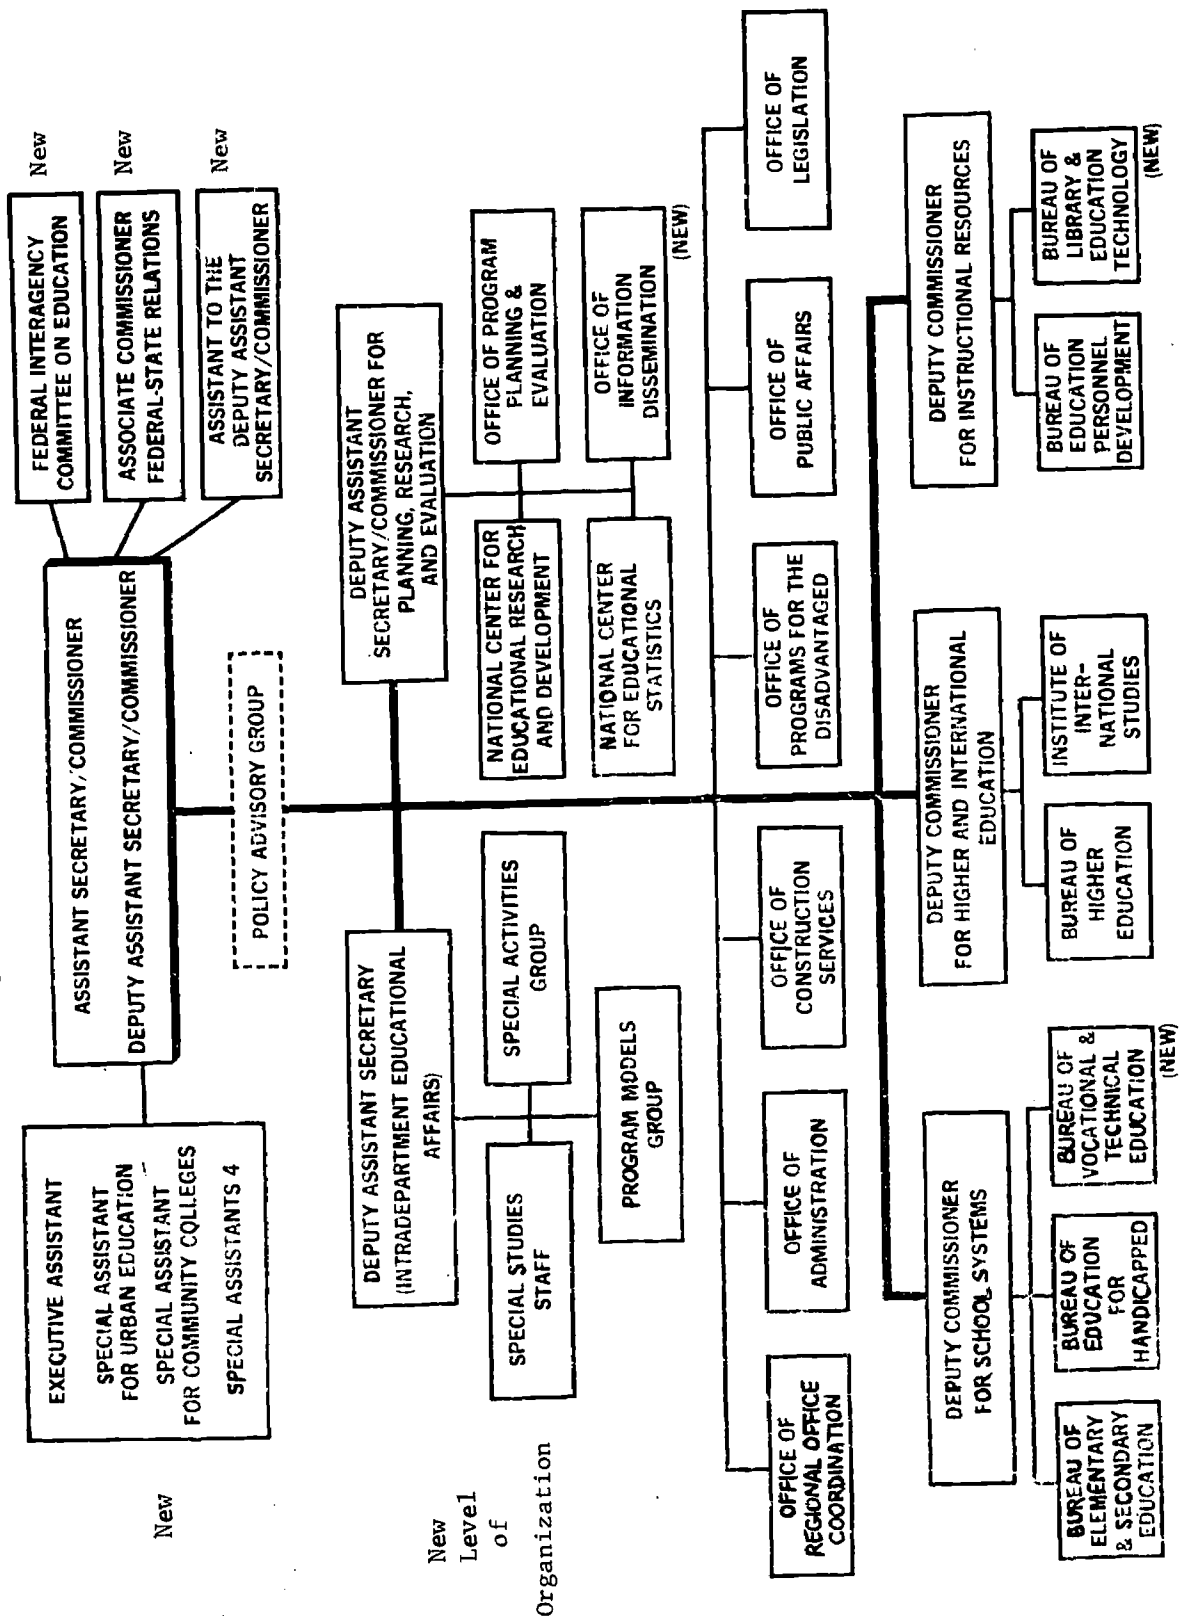 New
EXECUTIVE ASSISTANT
SPECIAL ASSISTANT
FOR URBAN EDUCATION
SPECIAL ASSISTANT
FOR COMMUNITY COLLEGES
SPECIAL ASSISTANTS 4
ASSISTANT SECRETARY/COMMISSIONER
DEPUTY ASSISTANT SECRETARY/COMMISSIONER
FEDERAL INTERAGENCY
COMMITTEE ON EDUCATION
New
ASSOCIATE COMMISSIONER
FEDERAL-STATE RELATIONS
New
ASSISTANT TO THE
DEPUTY ASSISTANT
SECRETARY/COMMISSIONER
New
POLICY ADVISORY GROUP
New
Level
of
Organization
DEPUTY ASSISTANT SECRETARY
(INTRADEPARTMENT EDUCATIONAL
AFFAIRS)
SPECIAL STUDIES
STAFF
SPECIAL ACTIVITIES
GROUP
PROGRAM MODELS
GROUP
DEPUTY ASSISTANT
SECRETARY/COMMISSIONER FOR
PLANNING, RESEARCH,
AND EVALUATION
NATIONAL CENTER FOR
EDUCATIONAL RESEARCH
AND DEVELOPMENT
OFFICE OF PROGRAM
PLANNING &
EVALUATION
NATIONAL CENTER
FOR EDUCATIONAL
STATISTICS
OFFICE OF
INFORMATION
DISSEMINATION
(NEW)
OFFICE OF
REGIONAL OFFICE
COORDINATION
OFFICE OF
ADMINISTRATION
OFFICE OF
CONSTRUCTION
SERVICES
OFFICE OF
PROGRAMS FOR THE
DISADVANTAGED
OFFICE OF
PUBLIC AFFAIRS
OFFICE OF
LEGISLATION
DEPUTY COMMISSIONER
FOR SCHOOL SYSTEMS
BUREAU OF
ELEMENTARY
& SECONDARY
EDUCATION
BUREAU OF
EDUCATION
FOR
HANDICAPPED
BUREAU OF
VOCATIONAL &
TECHNICAL
EDUCATION
(NEW)
DEPUTY COMMISSIONER
FOR HIGHER AND INTERNATIONAL
EDUCATION
BUREAU OF
HIGHER
EDUCATION
INSTITUTE OF
INTER-
NATIONAL
STUDIES
DEPUTY COMMISSIONER
FOR INSTRUCTIONAL RESOURCES
BUREAU OF
EDUCATION
PERSONNEL
DEVELOPMENT
BUREAU OF
LIBRARY &
EDUCATION
TECHNOLOGY
(NEW)